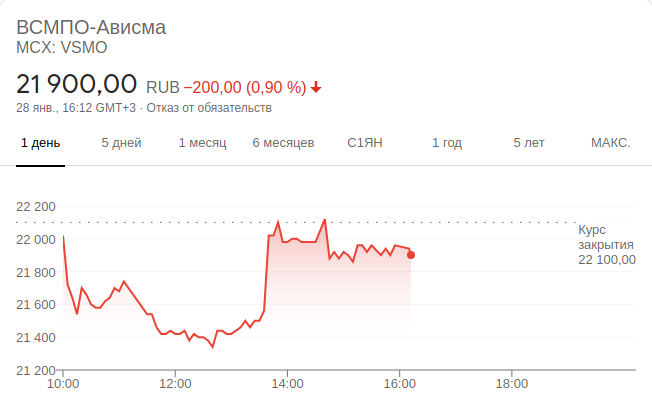 ВСМПО-Ависма
MCX: VSMO
21 900,00 RUB −200,00 (0,90 %)
28 янв., 16:12 GMT+3 · Отказ от обязательств
1 день 5 дней 1 месяц 6 месяцев С1ЯН 1 год 5 лет МАКС.
22 200
22 000
21 800
21 600
21 400
21 200
Курс
закрытия
22 100,00
10:00 12:00 14:00 16:00 18:00